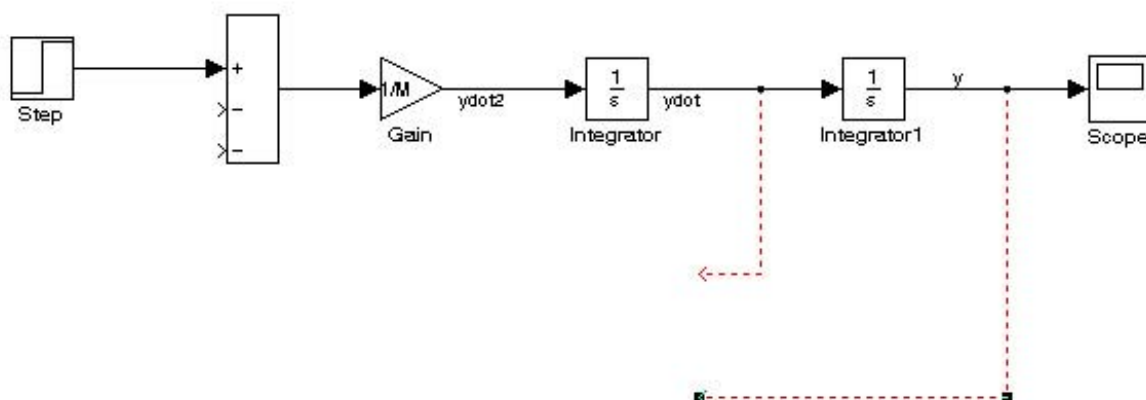 Step
+
−
−
1/M
Gain
ydot2
1
s
Integrator
ydot
1
s
Integrator1
y
Scope